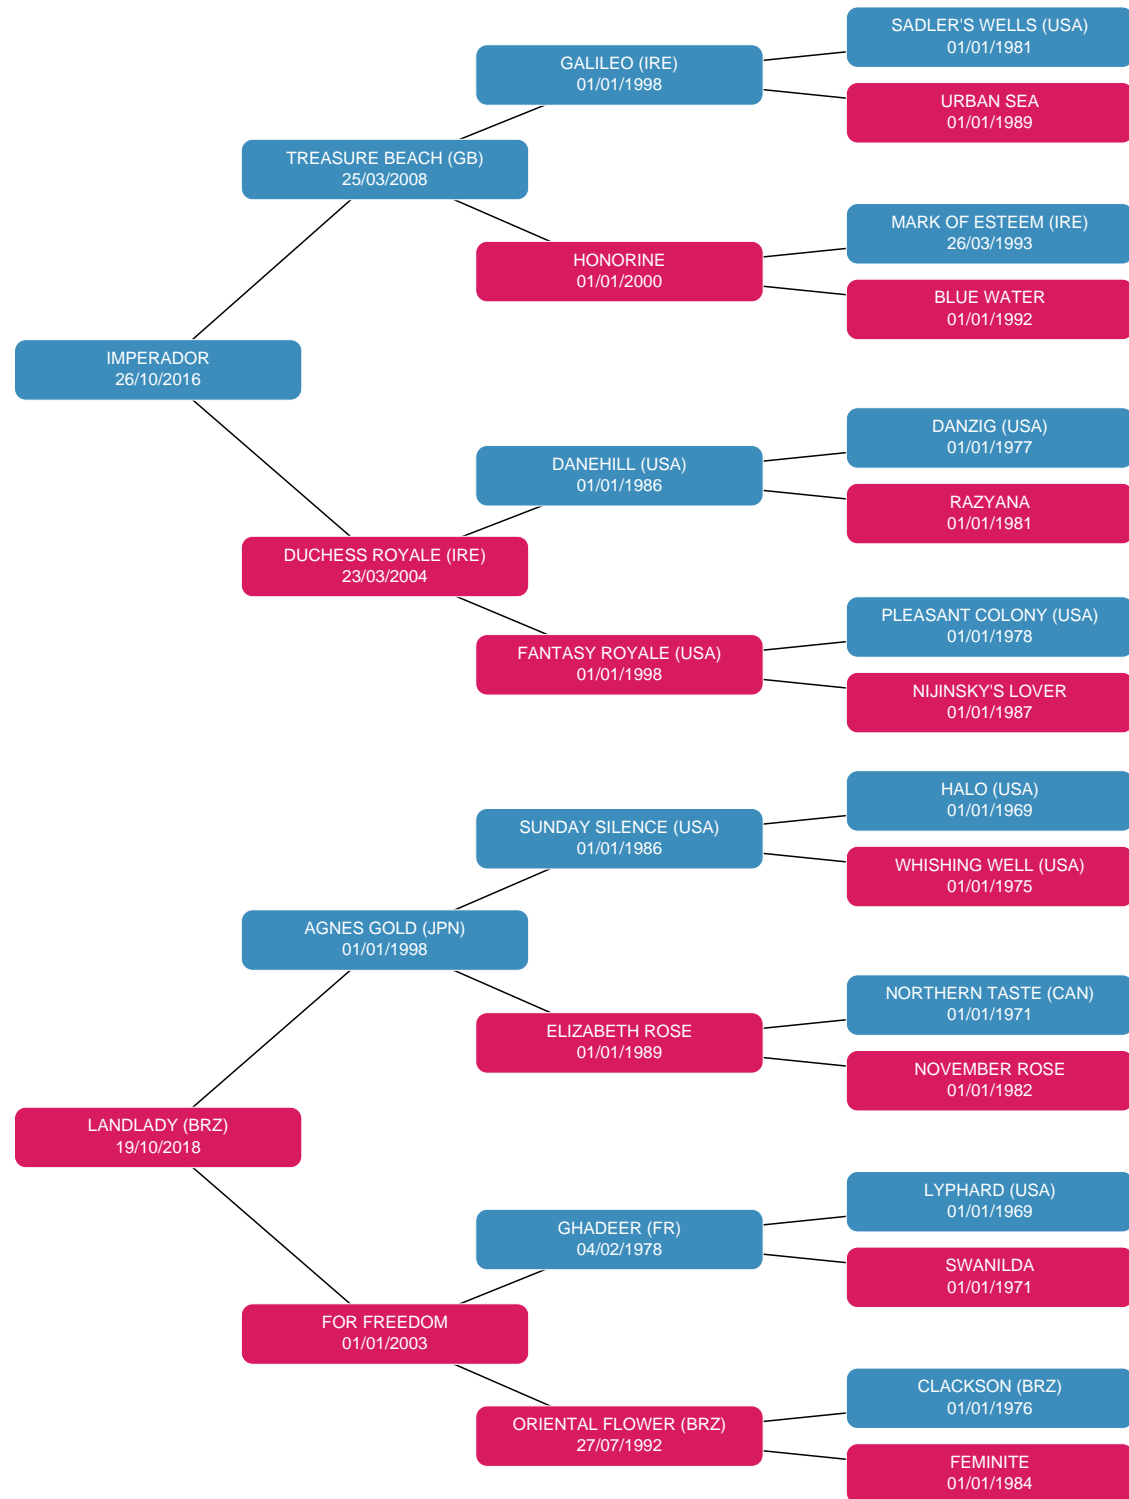 SADLER'S WELLS (USA)
01/01/1981
GALILEO (IRE)
01/01/1998
URBAN SEA
01/01/1989
TREASURE BEACH (GB)
25/03/2008
MARK OF ESTEEM (IRE)
26/03/1993
HONORINE
01/01/2000
BLUE WATER
01/01/1992
IMPERADOR
26/10/2016
DANZIG (USA)
01/01/1977
DANEHILL (USA)
01/01/1986
RAZYANA
01/01/1981
DUCHESS ROYALE (IRE)
23/03/2004
PLEASANT COLONY (USA)
01/01/1978
FANTASY ROYALE (USA)
01/01/1998
NIJINSKY'S LOVER
01/01/1987
HALO (USA)
01/01/1969
SUNDAY SILENCE (USA)
01/01/1986
WHISHING WELL (USA)
01/01/1975
AGNES GOLD (JPN)
01/01/1998
NORTHERN TASTE (CAN)
01/01/1971
ELIZABETH ROSE
01/01/1989
NOVEMBER ROSE
01/01/1982
LANDLADY (BRZ)
19/10/2018
LYPHARD (USA)
01/01/1969
GHADEER (FR)
04/02/1978
SWANILDA
01/01/1971
FOR FREEDOM
01/01/2003
CLACKSON (BRZ)
01/01/1976
ORIENTAL FLOWER (BRZ)
27/07/1992
FEMINITE
01/01/1984